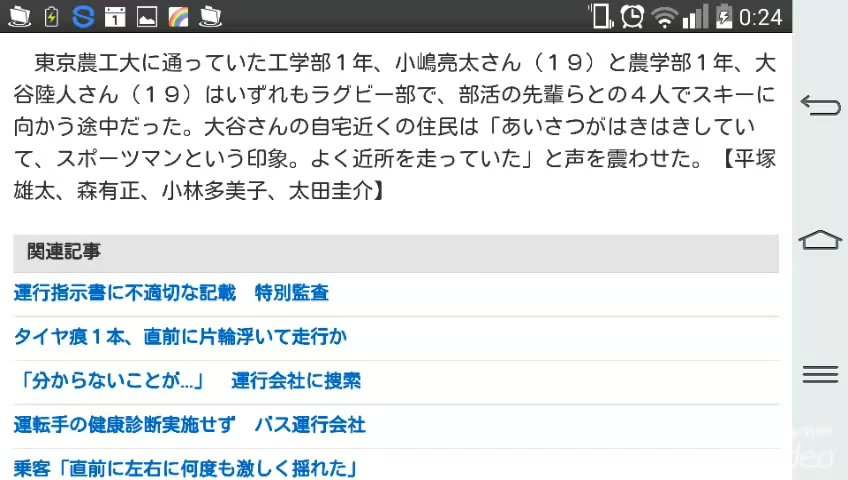 1
0:24
東京農工大に通っていた工学部１年、小嶋亮太さん（１９）と農学部１年、大
谷陸人さん（１９）はいずれもラグビー部で、部活の先輩らとの４人でスキーに
向かう途中だった。大谷さんの自宅近くの住民は「あいさつがはきはきしてい
て、スポーツマンという印象。よく近所を走っていた」と声を震わせた。【平塚
雄太、森有正、小林多美子、太田圭介】
関連記事
運行指示書に不適切な記載　特別監査
タイヤ痕１本、直前に片輪浮いて走行か
「分からないことが...」　運行会社に捜索
運転手の健康診断実施せず　バス運行会社
乗客「直前に左右に何度も激しく揺れた」